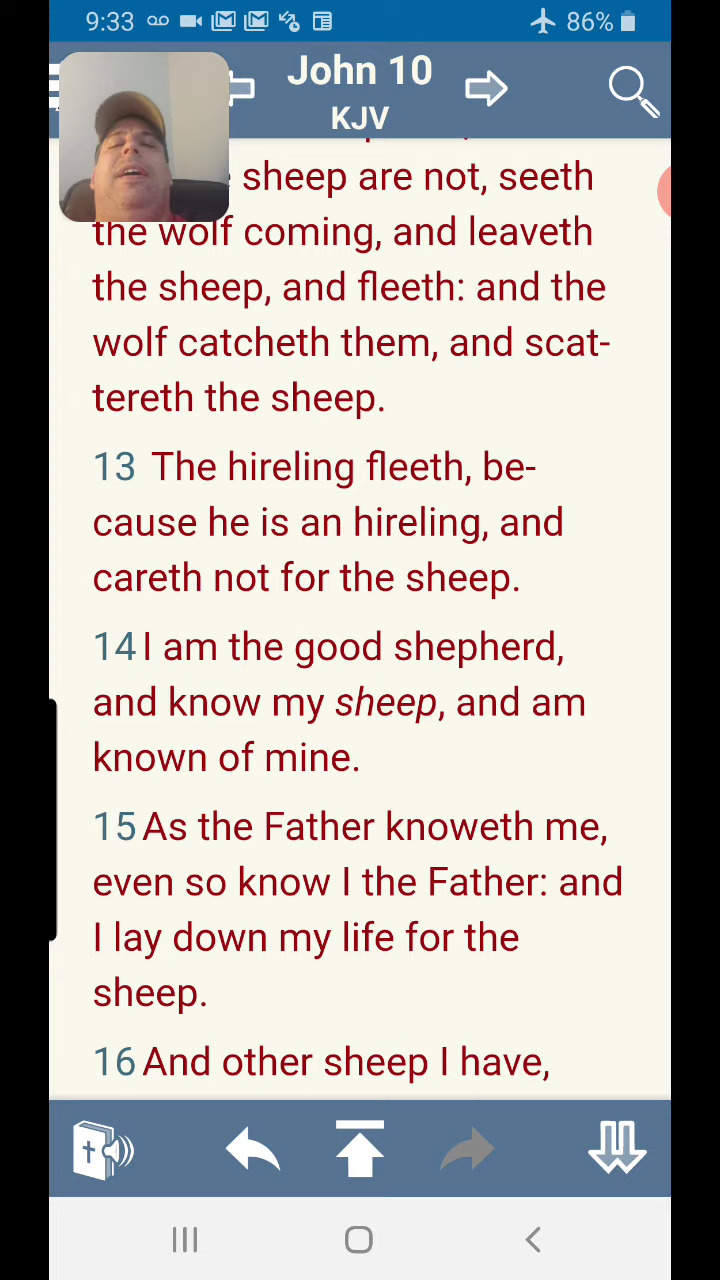 9:33
86%
John 10
KJV
sheep are not, seeth
the wolf coming, and leaveth
the sheep, and fleeth: and the
wolf catcheth them, and scat-
tereth the sheep.
13 The hireling fleeth, be-
cause he is an hireling, and
careth not for the sheep.
14 I am the good shepherd,
and know my sheep, and am
known of mine.
15 As the Father knoweth me,
even so know I the Father: and
I lay down my life for the
sheep.
16 And other sheep I have,